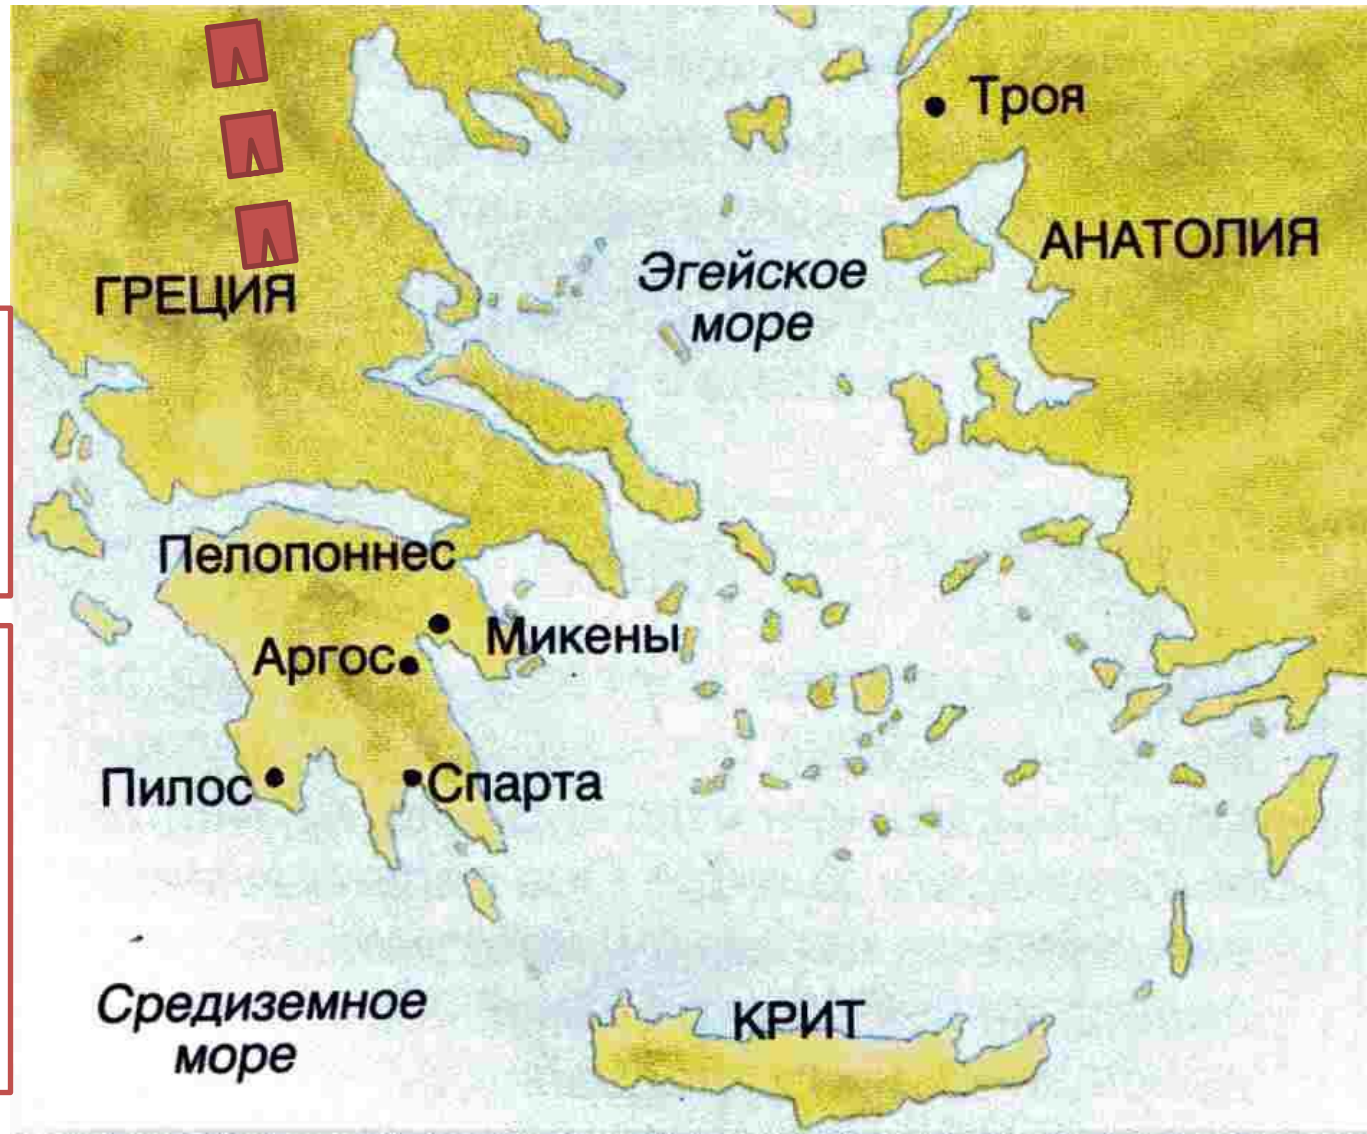 Троя
АНАТОЛИЯ
Эгейское
море
ГРЕЦИЯ
Пелопоннес
Микены
Аргос
Пилос
Спарта
Средиземное
море
КРИТ